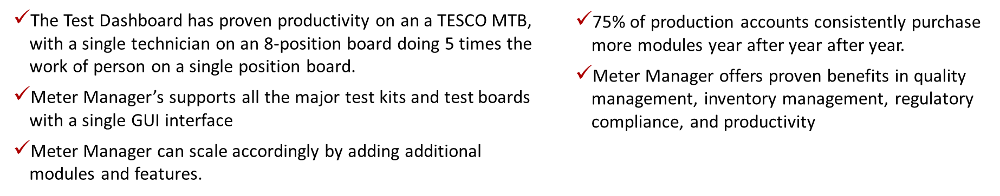 ✓The Test Dashboard has proven productivity on an a TESCO MTB,
with a single technician on an 8-position board doing 5 times the
work of person on a single position board.
✓Meter Manager’s supports all the major test kits and test boards
with a single GUI interface
✓Meter Manager can scale accordingly by adding additional
modules and features.
✓75% of production accounts consistently purchase
more modules year after year after year.
✓Meter Manager offers proven benefits in quality
management, inventory management, regulatory
compliance, and productivity